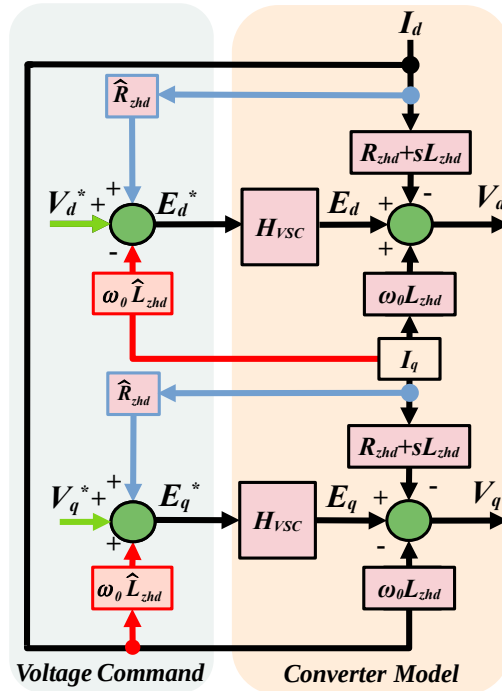 I_d
R̂_zhd
R_zhd+sL_zhd
V_d* + + E_d* H_VSC E_d + - V_d
- +
ω_0 L̂_zhd ω_0L_zhd
I_q
R̂_zhd
R_zhd+sL_zhd
V_q* + + E_q* H_VSC E_q + - V_q
+ -
ω_0 L̂_zhd ω_0L_zhd
Voltage Command Converter Model